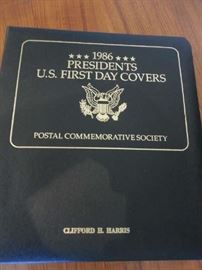 ★★★ 1986 ★★★
PRESIDENTS
U.S. FIRST DAY COVERS
POSTAL COMMEMORATIVE SOCIETY
CLIFFORD H. HARRIS